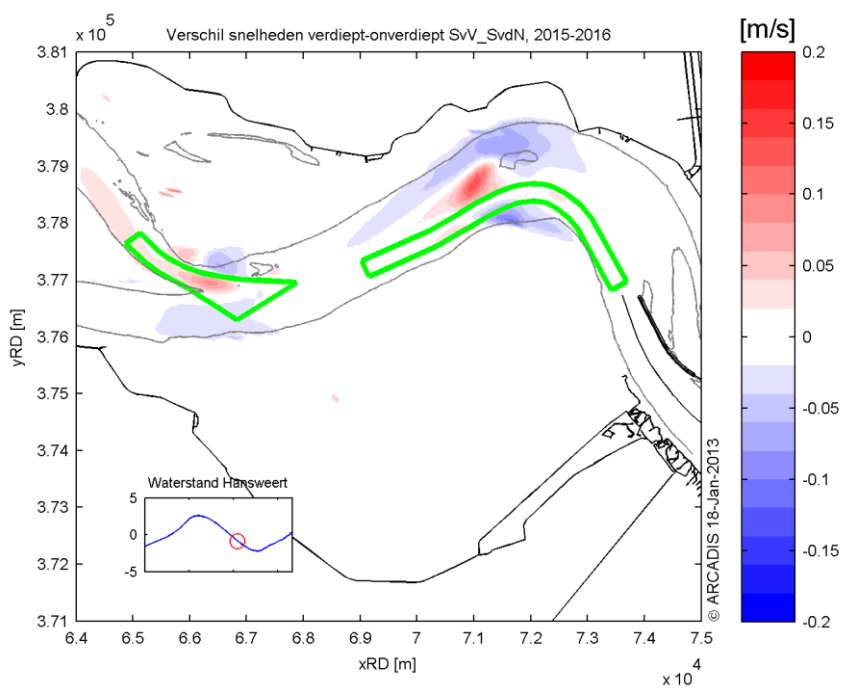 Verschil snelheden verdiept-onverdiept SvV_SvdN, 2015-2016
x 10^5
[m/s]
3.81
3.8
3.79
3.78
3.77
3.76
3.75
3.74
3.73
3.72
3.71
yRD [m]
6.4 6.5 6.6 6.7 6.8 6.9 7 7.1 7.2 7.3 7.4 7.5
xRD [m]
x 10^4
Waterstand Hansweert
5
0
-5
© ARCADIS 18-Jan-2013
0.2
0.15
0.1
0.05
0
-0.05
-0.1
-0.15
-0.2